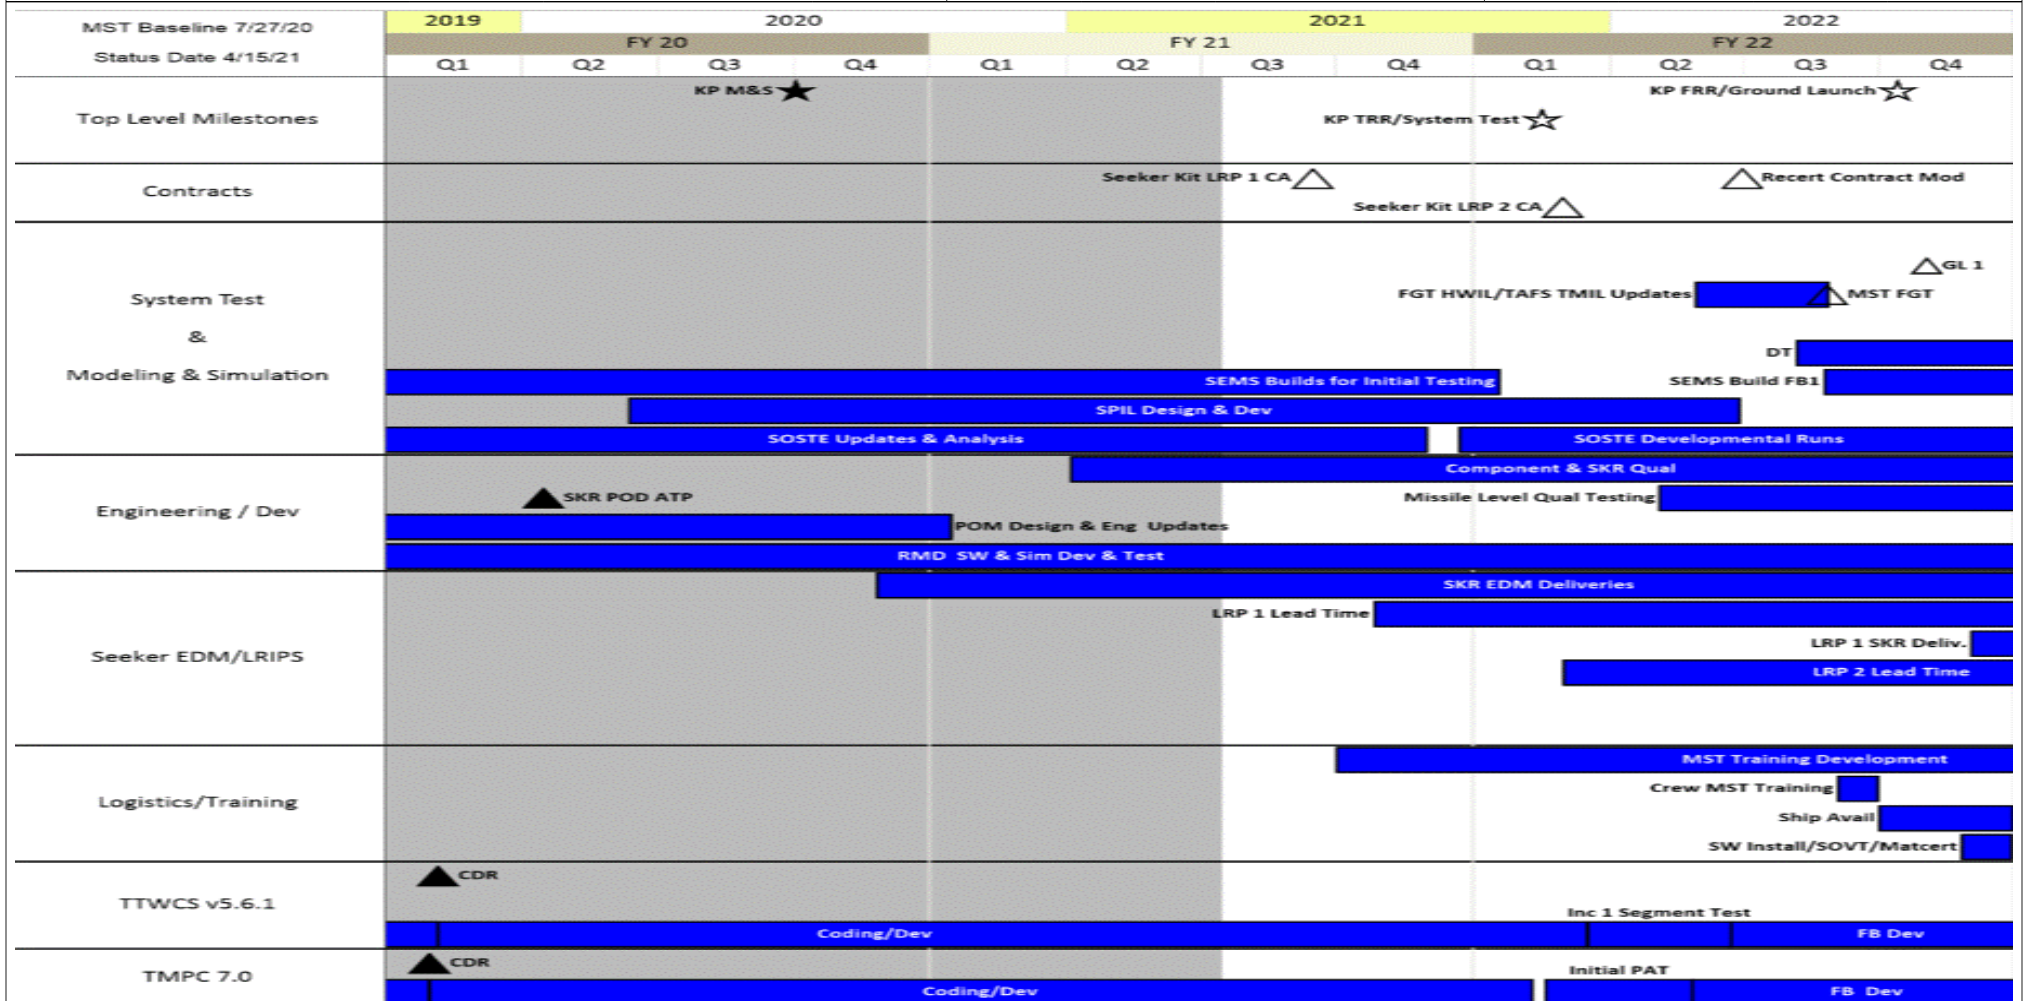 MST Baseline 7/27/20
Status Date 4/15/21
2019 2020 2021 2022
FY 20 FY 21 FY 22
Q1 Q2 Q3 Q4 Q1 Q2 Q3 Q4 Q1 Q2 Q3 Q4
Top Level Milestones
KP M&S
KP FRR/Ground Launch
KP TRR/System Test
Contracts
Seeker Kit LRP 1 CA
Recert Contract Mod
Seeker Kit LRP 2 CA
System Test
&
Modeling & Simulation
GL 1
FGT HWIL/TAFS TMIL Updates
MST FGT
DT
SEMS Builds for Initial Testing
SEMS Build FB1
SPIL Design & Dev
SOSTE Updates & Analysis
SOSTE Developmental Runs
Engineering / Dev
Component & SKR Qual
SKR POD ATP
Missile Level Qual Testing
POM Design & Eng Updates
RMD SW & Sim Dev & Test
Seeker EDM/LRIPS
SKR EDM Deliveries
LRP 1 Lead Time
LRP 1 SKR Deliv.
LRP 2 Lead Time
Logistics/Training
MST Training Development
Crew MST Training
Ship Avail
SW Install/SOVT/Matcert
TTWCS v5.6.1
CDR
Inc 1 Segment Test
Coding/Dev
FB Dev
TMPC 7.0
CDR
Initial PAT
Coding/Dev
FB Dev